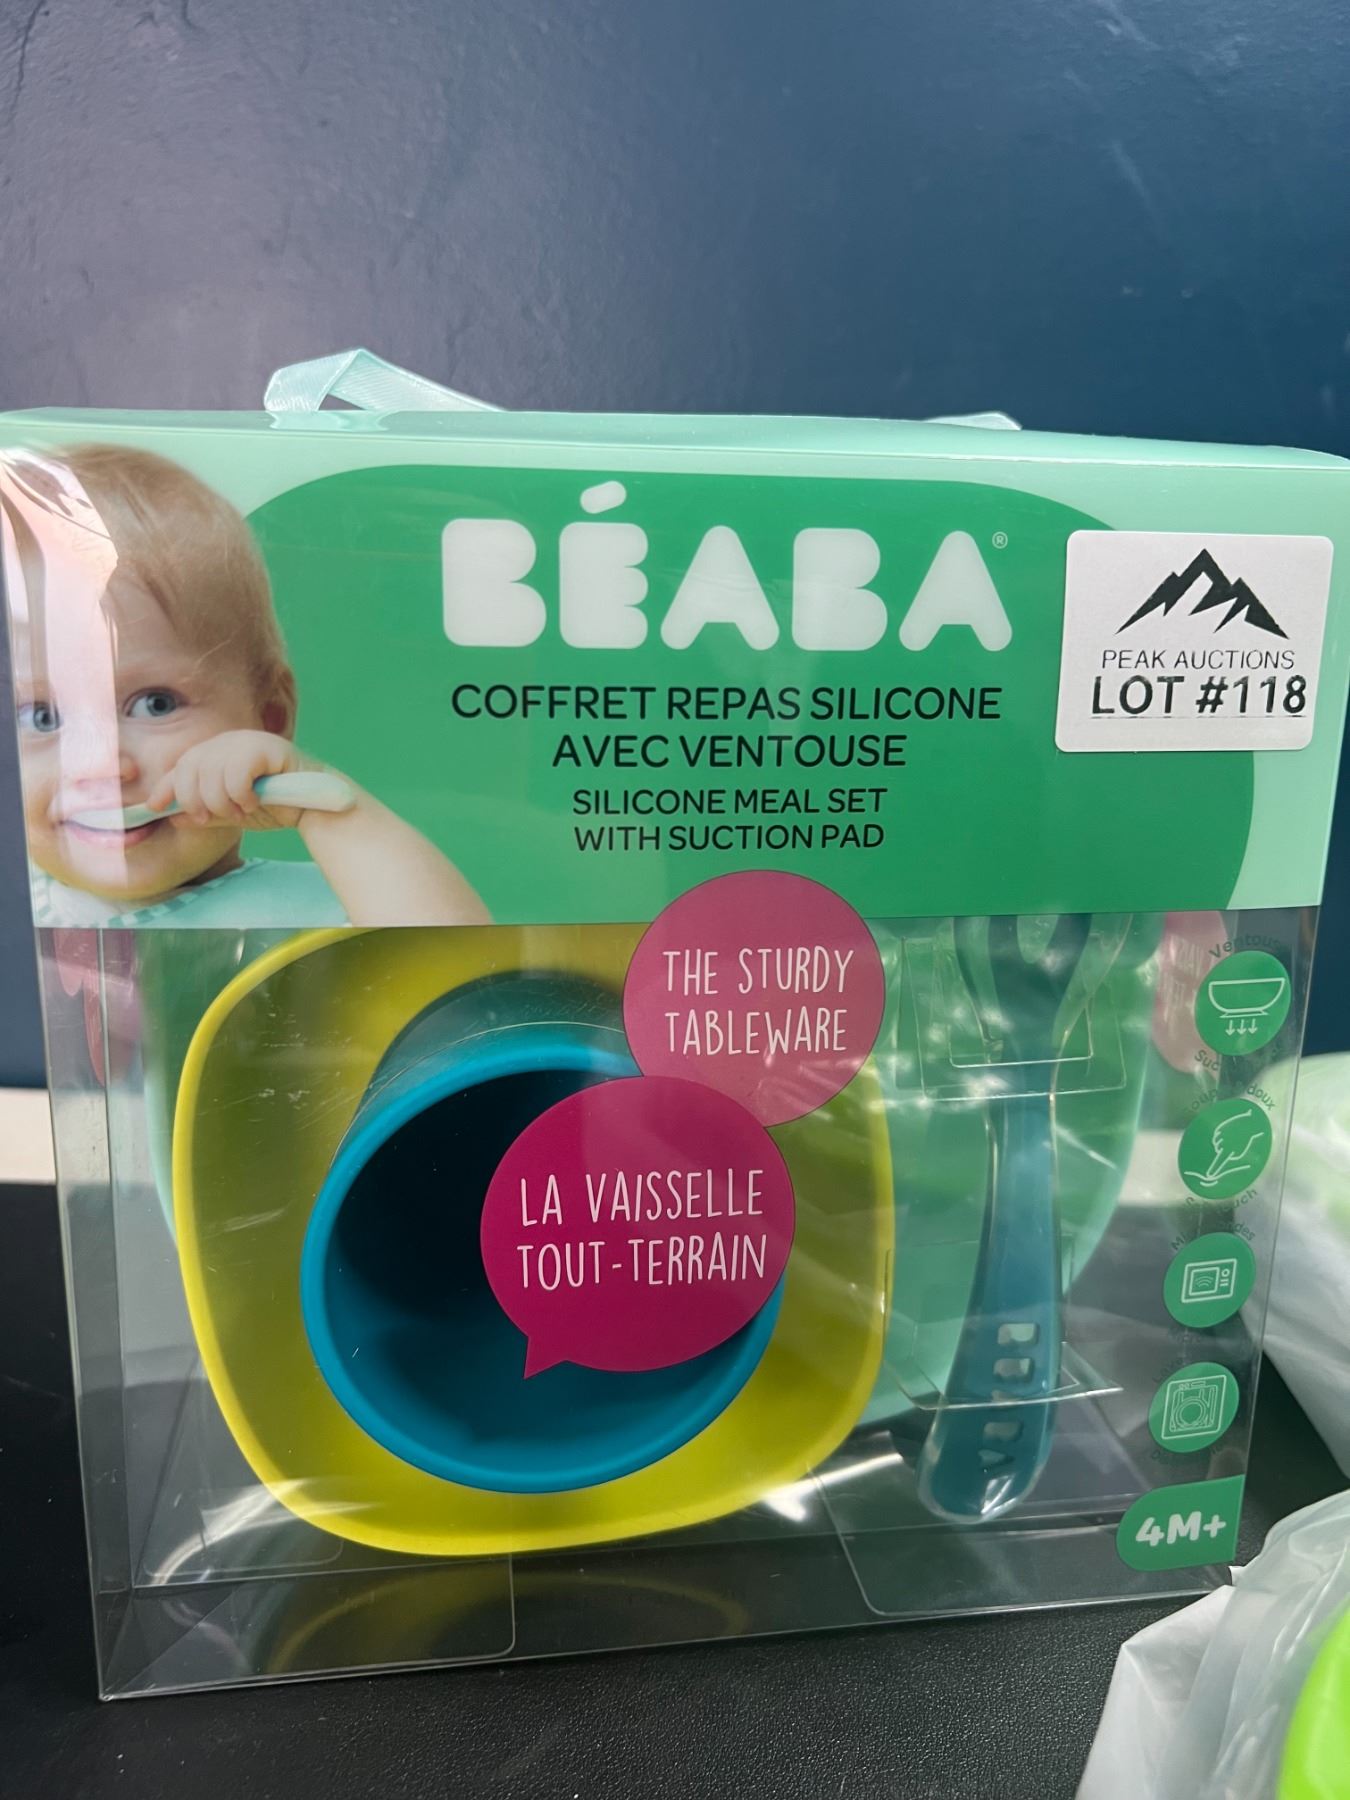 BÉABA®
COFFRET REPAS SILICONE
AVEC VENTOUSE
SILICONE MEAL SET
WITH SUCTION PAD
PEAK AUCTIONS
LOT #118
THE STURDY
TABLEWARE
LA VAISSELLE
TOUT-TERRAIN
Ventouse
4M+